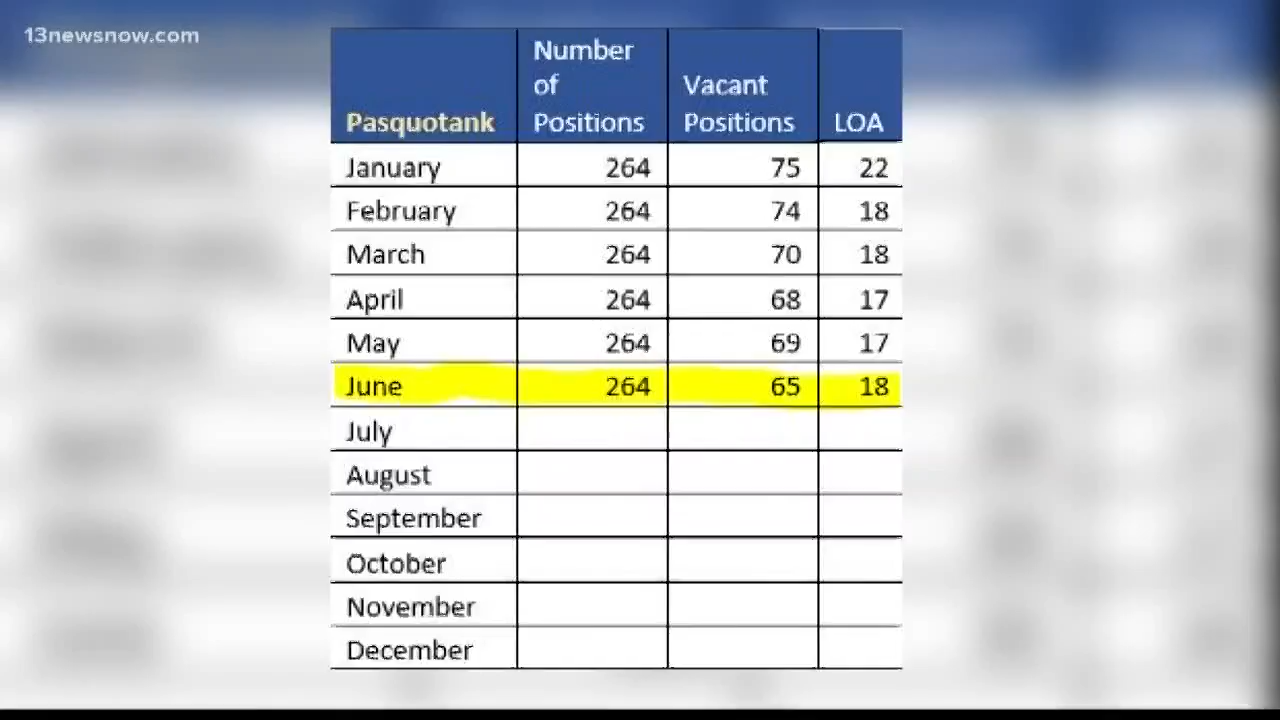 13newsnow.com
Number
of
Vacant
Pasquotank Positions Positions LOA
January 264 75 22
February 264 74 18
March 264 70 18
April 264 68 17
May 264 69 17
June 264 65 18
July
August
September
October
November
December